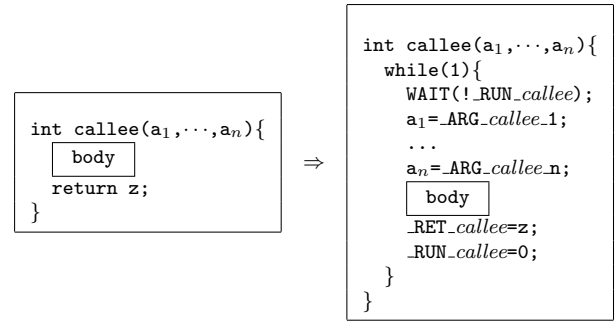 int callee(a₁,···,aₙ){
body
return z;
}
⇒
int callee(a₁,···,aₙ){
while(1){
WAIT(!_RUN_callee);
a₁=_ARG_callee_1;
...
aₙ=_ARG_callee_n;
body
_RET_callee=z;
_RUN_callee=0;
}
}